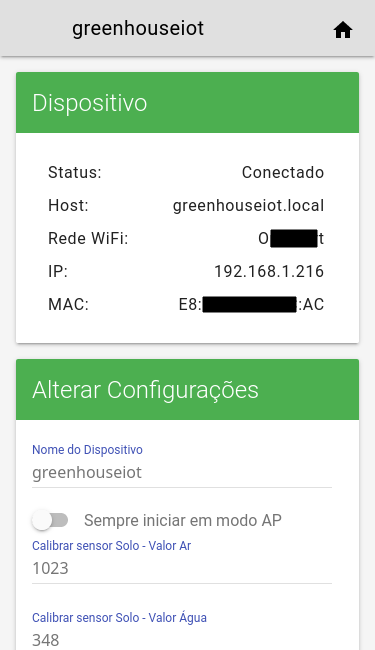 greenhouseiot
Dispositivo
Status: Conectado
Host: greenhouseiot.local
Rede WiFi: O t
IP: 192.168.1.216
MAC: E8: :AC
Alterar Configurações
Nome do Dispositivo
greenhouseiot
Sempre iniciar em modo AP
Calibrar sensor Solo - Valor Ar
1023
Calibrar sensor Solo - Valor Água
348